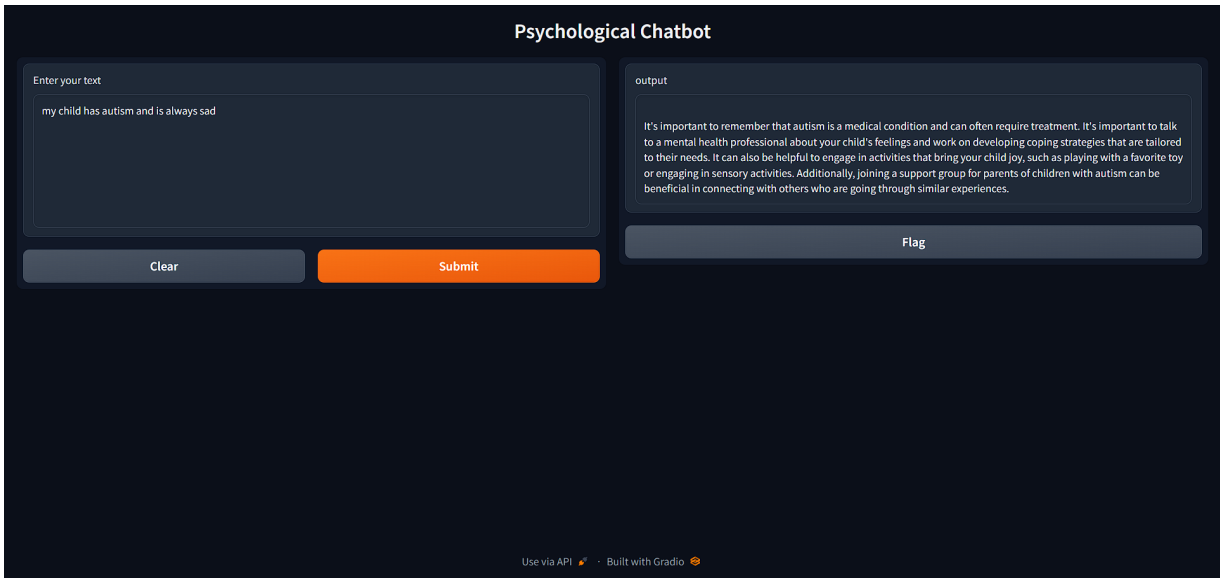 Psychological Chatbot
Enter your text
my child has autism and is always sad
Clear
Submit
output
It's important to remember that autism is a medical condition and can often require treatment. It's important to talk
to a mental health professional about your child's feelings and work on developing coping strategies that are tailored
to their needs. It can also be helpful to engage in activities that bring your child joy, such as playing with a favorite toy
or engaging in sensory activities. Additionally, joining a support group for parents of children with autism can be
beneficial in connecting with others who are going through similar experiences.
Flag
Use via API · Built with Gradio